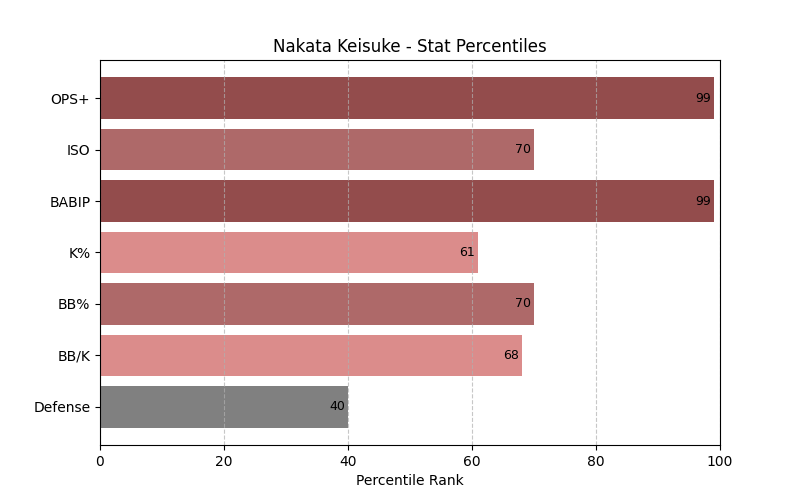 Nakata Keisuke - Stat Percentiles
OPS+ 99
ISO 70
BABIP 99
K% 61
BB% 70
BB/K 68
Defense 40
0 20 40 60 80 100
Percentile Rank